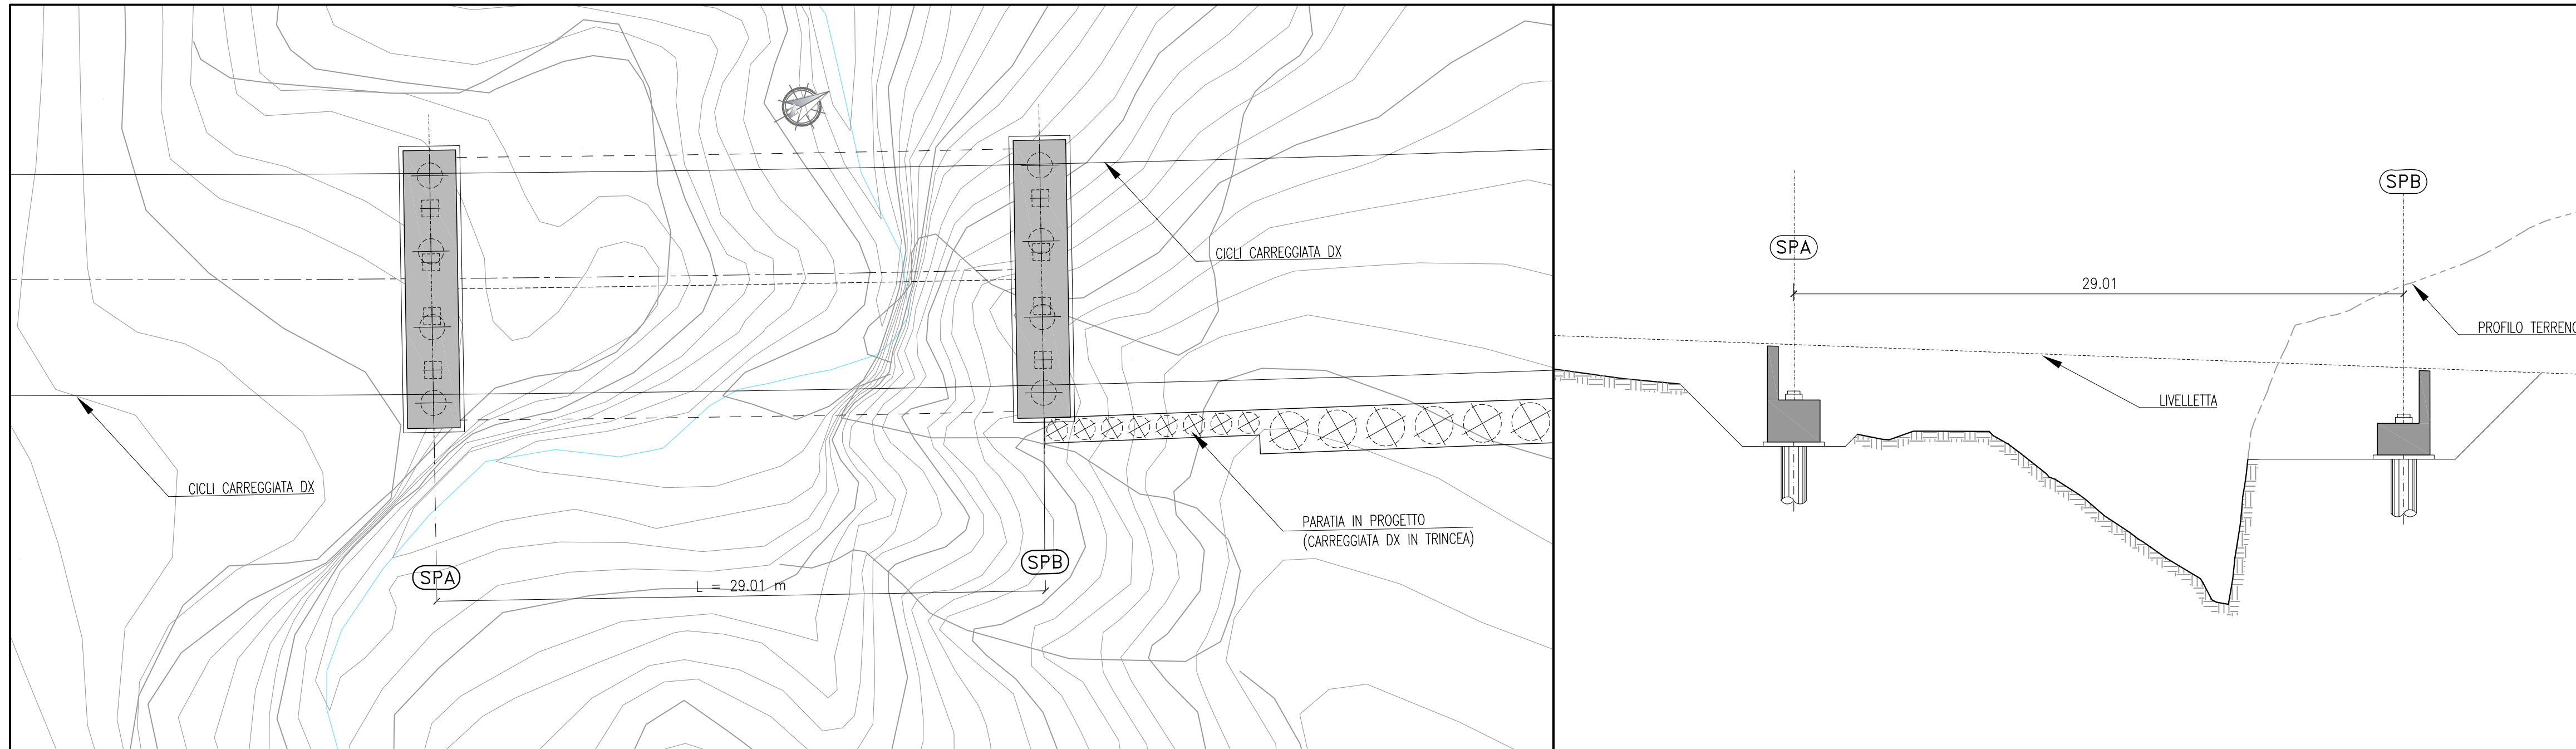 CICLI CARREGGIATA DX
CICLI CARREGGIATA DX
PARATIA IN PROGETTO
(CARREGGIATA DX IN TRINCEA)
SPA
SPB
L = 29.01 m
SPA
SPB
29.01
PROFILO TERRENO
LIVELLETTA